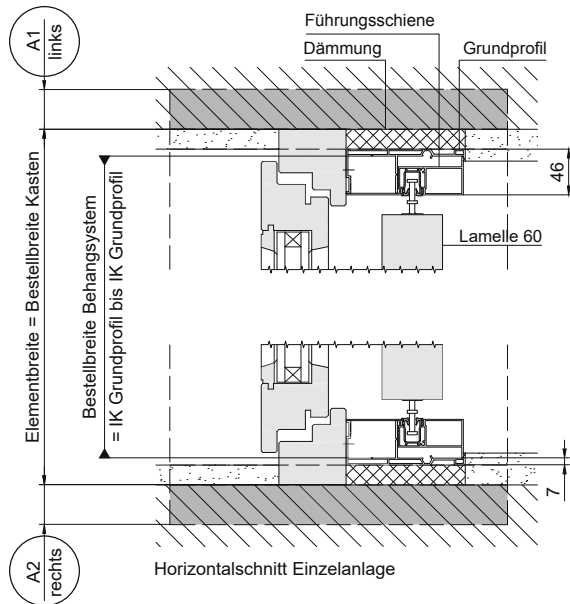 A1
links
Führungsschiene
Dämmung
Grundprofil
46
Lamelle 60
Elementbreite = Bestellbreite Kasten
Bestellbreite Behangsystem
= IK Grundprofil bis IK Grundprofil
7
A2
rechts
Horizontalschnitt Einzelanlage